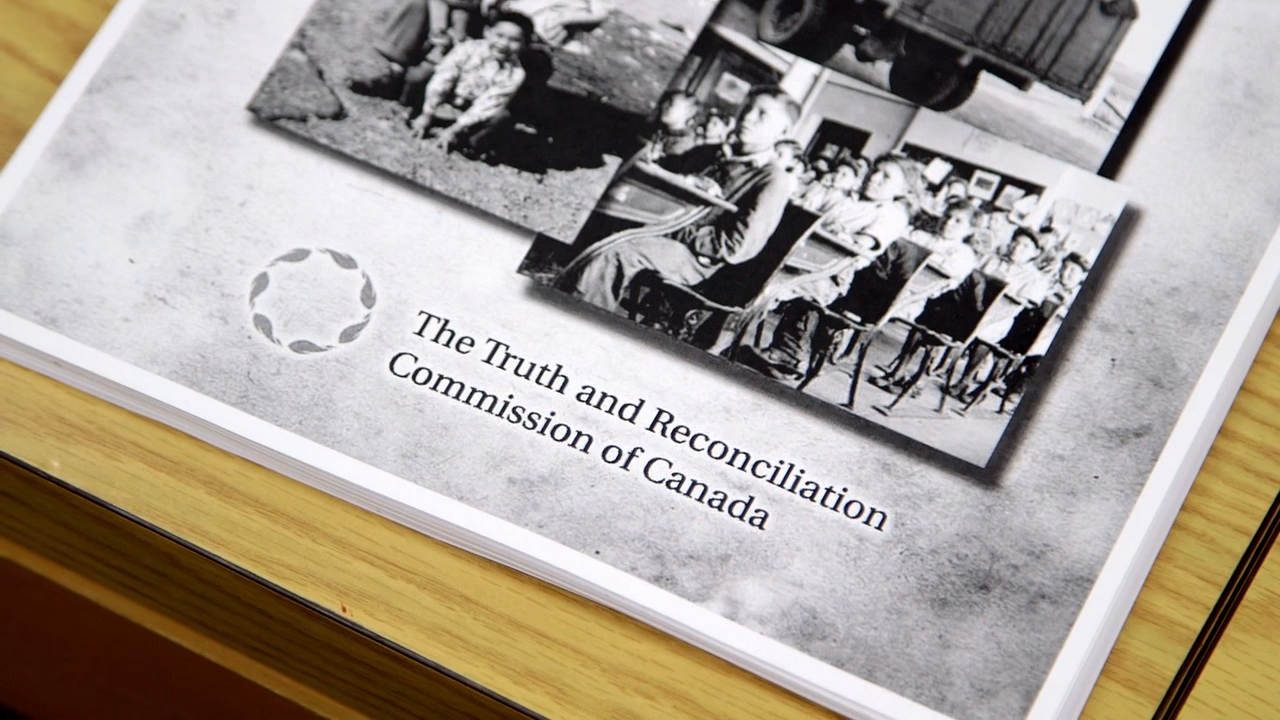 The Truth and Reconciliation
Commission of Canada